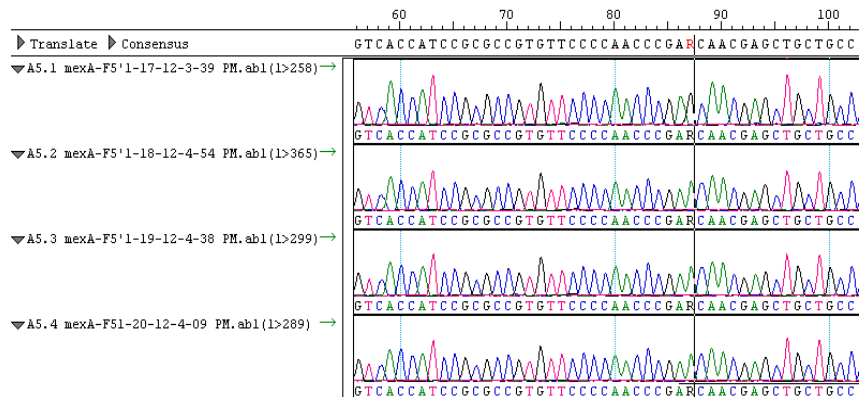 60 70 80 90 100
Translate Consensus GTCACCATCCGCGCCGTGTTCCCCAACCCGARCAACGAGCTGCTGCC
A5.1 mexA-F5'1-17-12-3-39 PM.ab1(1>258)→
GTCACCATCCGCGCCGTGTTCCCCAACCCGARCAACGAGCTGCTGCC
A5.2 mexA-F5'1-18-12-4-54 PM.ab1(1>365)→
GTCACCATCCGCGCCGTGTTCCCCAACCCGARCAACGAGCTGCTGCC
A5.3 mexA-F5'1-19-12-4-38 PM.ab1(1>299)→
GTCACCATCCGCGCCGTGTTCCCCAACCCGARCAACGAGCTGCTGCC
A5.4 mexA-F51-20-12-4-09 PM.ab1(1>289)→
GTCACCATCCGCGCCGTGTTCCCCAACCCGARCAACGAGCTGCTGCC